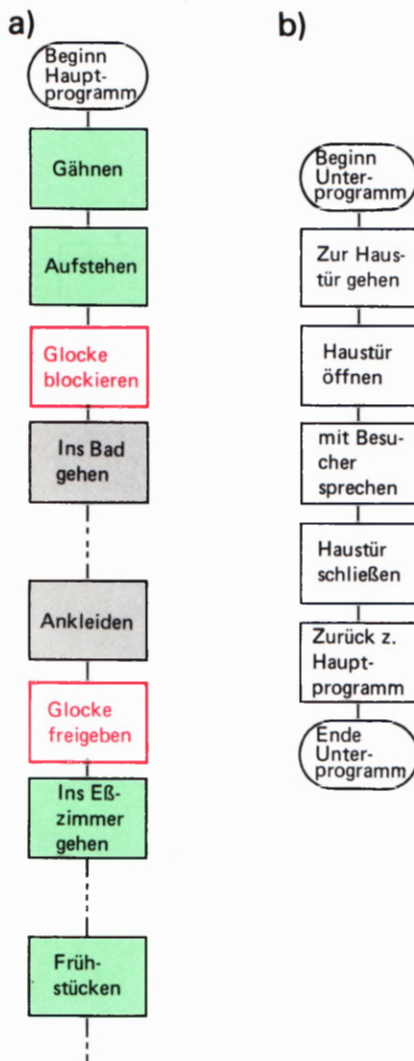 a)
Beginn
Haupt-
programm
Gähnen
Aufstehen
Glocke
blockieren
Ins Bad
gehen
Ankleiden
Glocke
freigeben
Ins Eß-
zimmer
gehen
Früh-
stücken
b)
Beginn
Unter-
programm
Zur Haus-
tür gehen
Haustür
öffnen
mit Besu-
cher
sprechen
Haustür
schließen
Zurück z.
Haupt-
programm
Ende
Unter-
programm